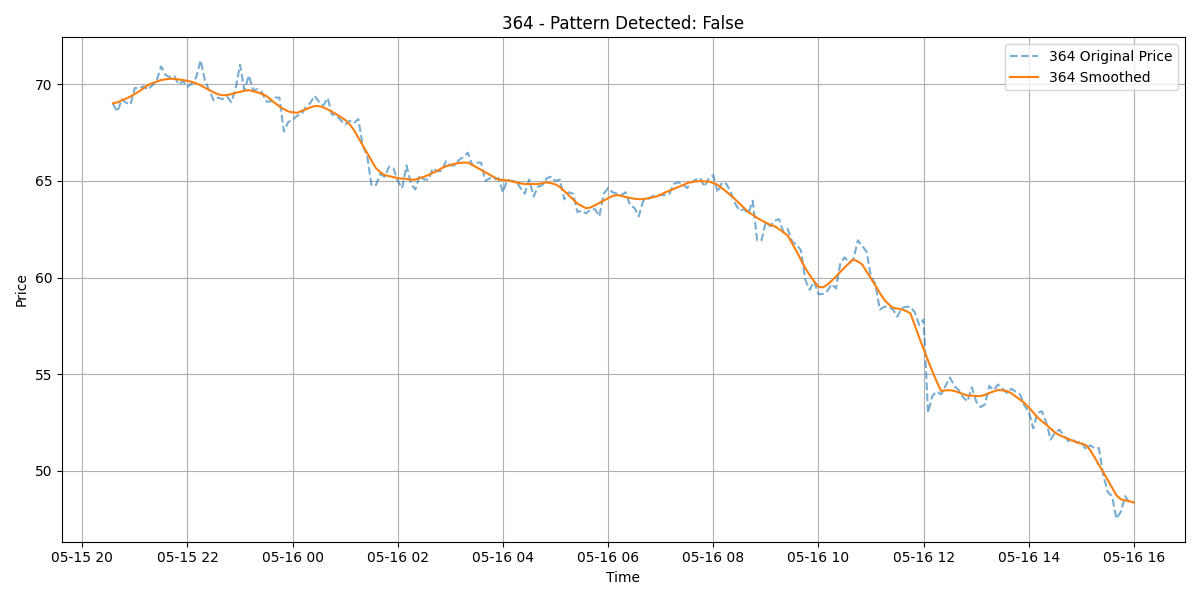 364 - Pattern Detected: False
364 Original Price
364 Smoothed
Price
70
65
60
55
50
05-15 20 05-15 22 05-16 00 05-16 02 05-16 04 05-16 06 05-16 08 05-16 10 05-16 12 05-16 14 05-16 16
Time